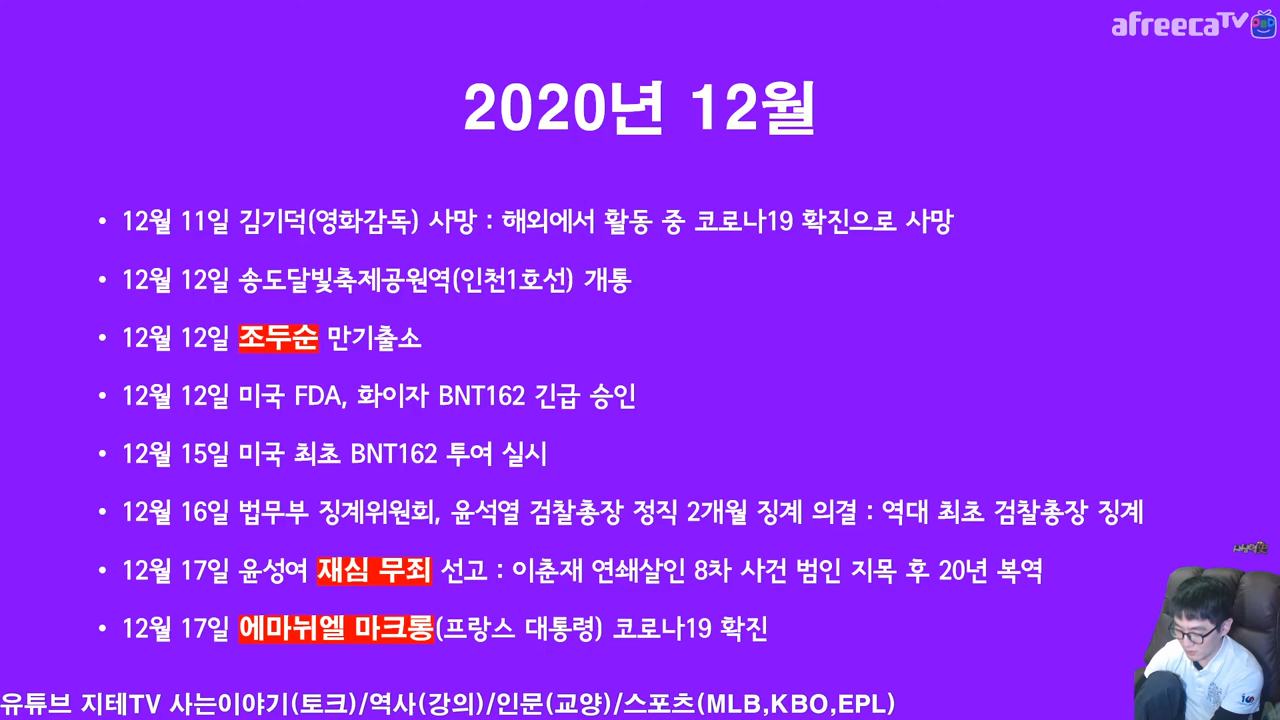 afreecaTV
2020년 12월
• 12월 11일 김기덕(영화감독) 사망 : 해외에서 활동 중 코로나19 확진으로 사망
• 12월 12일 송도달빛축제공원역(인천1호선) 개통
• 12월 12일 조두순 만기출소
• 12월 12일 미국 FDA, 화이자 BNT162 긴급 승인
• 12월 15일 미국 최초 BNT162 투여 실시
• 12월 16일 법무부 징계위원회, 윤석열 검찰총장 정직 2개월 징계 의결 : 역대 최초 검찰총장 징계
• 12월 17일 윤성여 재심 무죄 선고 : 이춘재 연쇄살인 8차 사건 범인 지목 후 20년 복역
• 12월 17일 에마뉘엘 마크롱(프랑스 대통령) 코로나19 확진
유튜브 지테TV 사는이야기(토크)/역사(강의)/인문(교양)/스포츠(MLB,KBO,EPL)